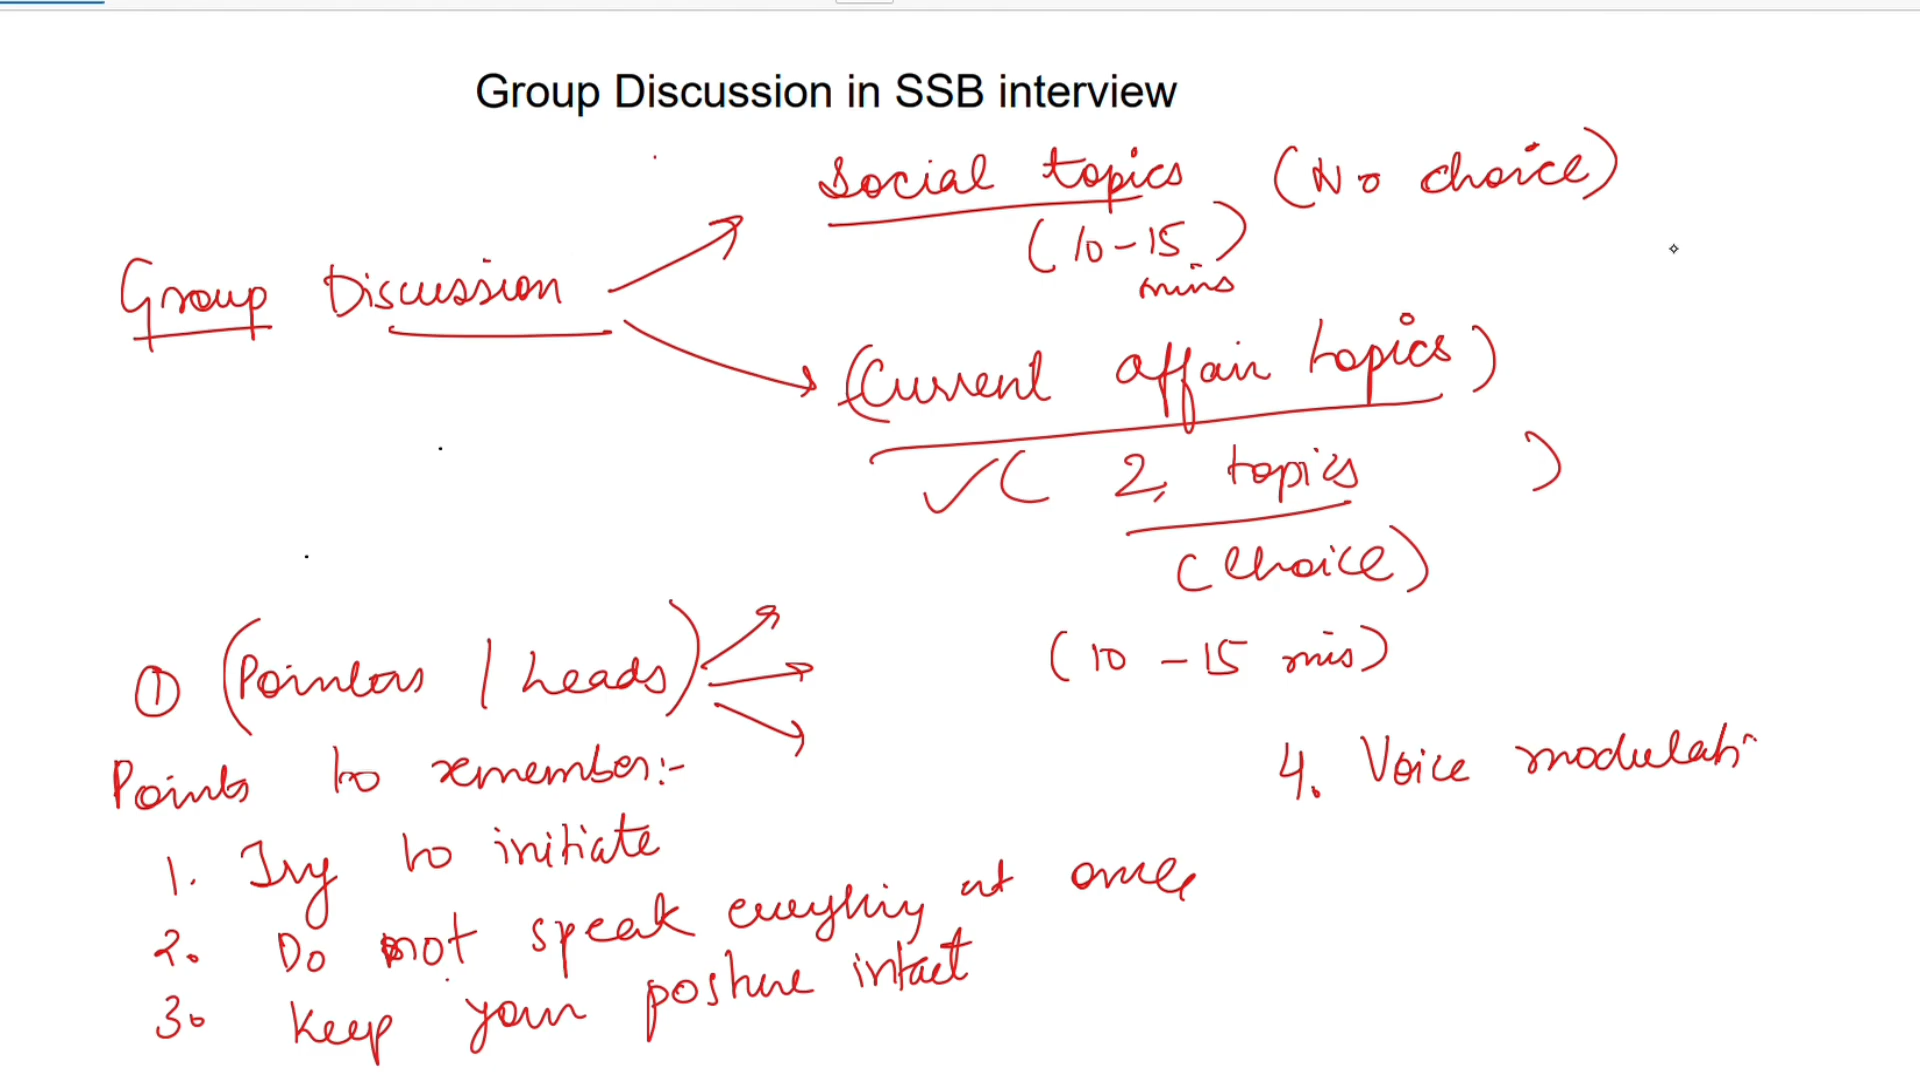 Group Discussion in SSB interview
Social topics (No choice)
(10-15)
mins
Group Discussion
(Current affair topics)
✓( 2, topics )
(choice)
(10-15 mis)
① (Pointers / heads)
Points to remember:-
4. Voice modulati
1. Try to initiate
2. Do not speak everything at once
3. Keep your posture intact